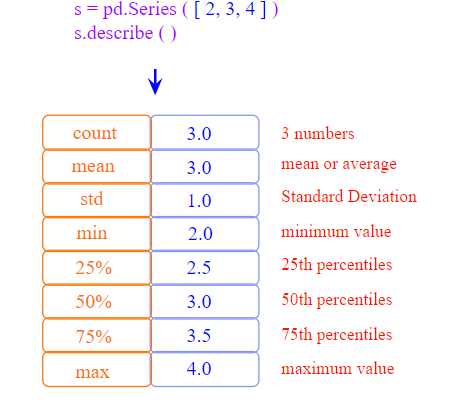 s = pd.Series ( [ 2, 3, 4 ] )
s.describe ( )
count 3.0 3 numbers
mean 3.0 mean or average
std 1.0 Standard Deviation
min 2.0 minimum value
25% 2.5 25th percentiles
50% 3.0 50th percentiles
75% 3.5 75th percentiles
max 4.0 maximum value